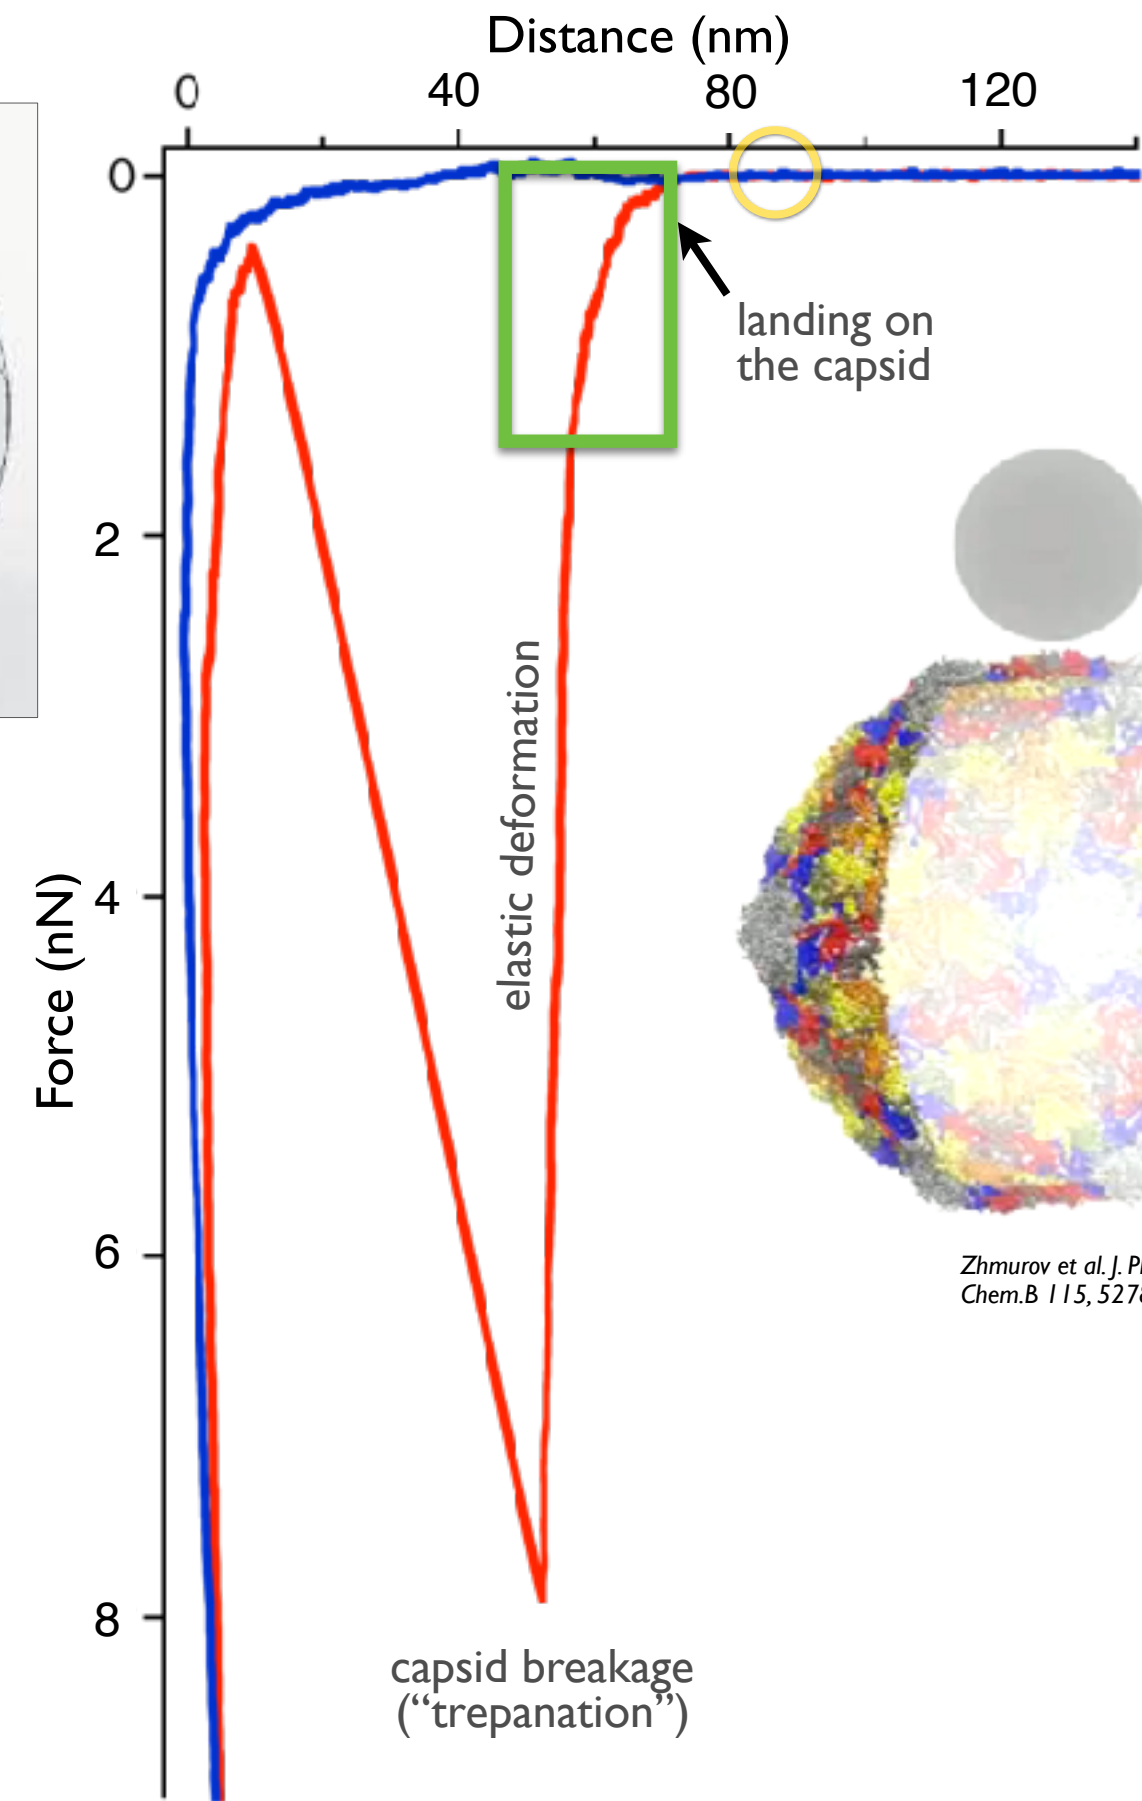 Distance (nm)
0 40 80 120
0
landing on
the capsid
2
elastic deformation
4
Force (nN)
6
Zhmurov et al. J.
Chem.B 115,
8
capsid breakage
(“trepanation”)